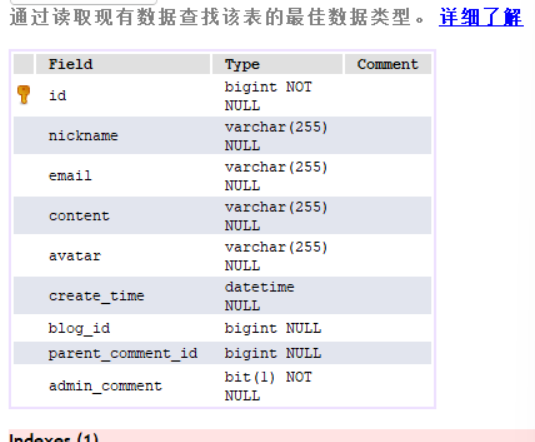 通过读取现有数据查找该表的最佳数据类型。 详细了解
Field Type Comment
id bigint NOT NULL
nickname varchar(255) NULL
email varchar(255) NULL
content varchar(255) NULL
avatar varchar(255) NULL
create_time datetime NULL
blog_id bigint NULL
parent_comment_id bigint NULL
admin_comment bit(1) NOT NULL
Indexes (1)